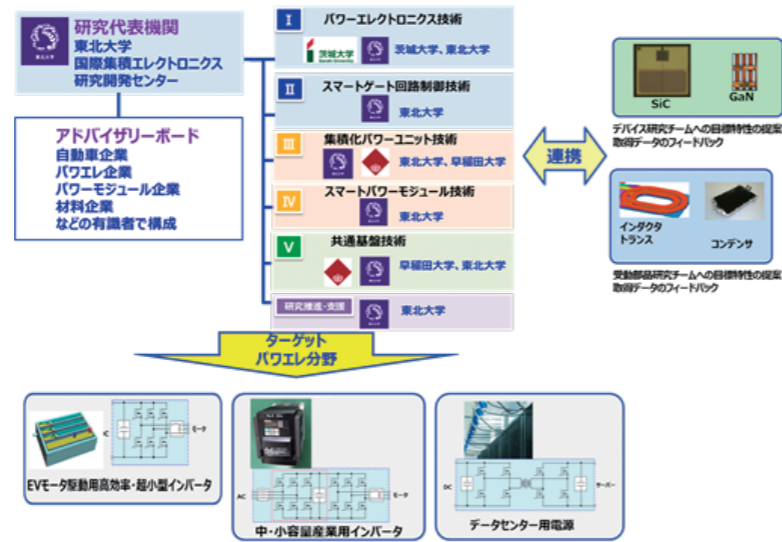 研究代表機関
東北大学
国際集積エレクトロニクス
研究開発センター
アドバイザリーボード
自動車企業
パワエレ企業
パワーモジュール企業
材料企業
などの有識者で構成
I
パワーエレクトロニクス技術
茨城大学
茨城大学、東北大学
II
スマートゲート回路制御技術
東北大学
III
集積化パワーユニット技術
東北大学、早稲田大学
IV
スマートパワーモジュール技術
東北大学
V
共通基盤技術
早稲田大学、東北大学
研究推進・支援
東北大学
連携
SiC
GaN
デバイス研究チームへの目標特性の提案
取得データのフィードバック
インダクタ
トランス
コンデンサ
受動部品研究チームへの目標特性の提案
取得データのフィードバック
ターゲット
パワエレ分野
モータ
EVモータ駆動用高効率・超小型インバータ
AC
モータ
中・小容量産業用インバータ
DC
サーバー
データセンター用電源